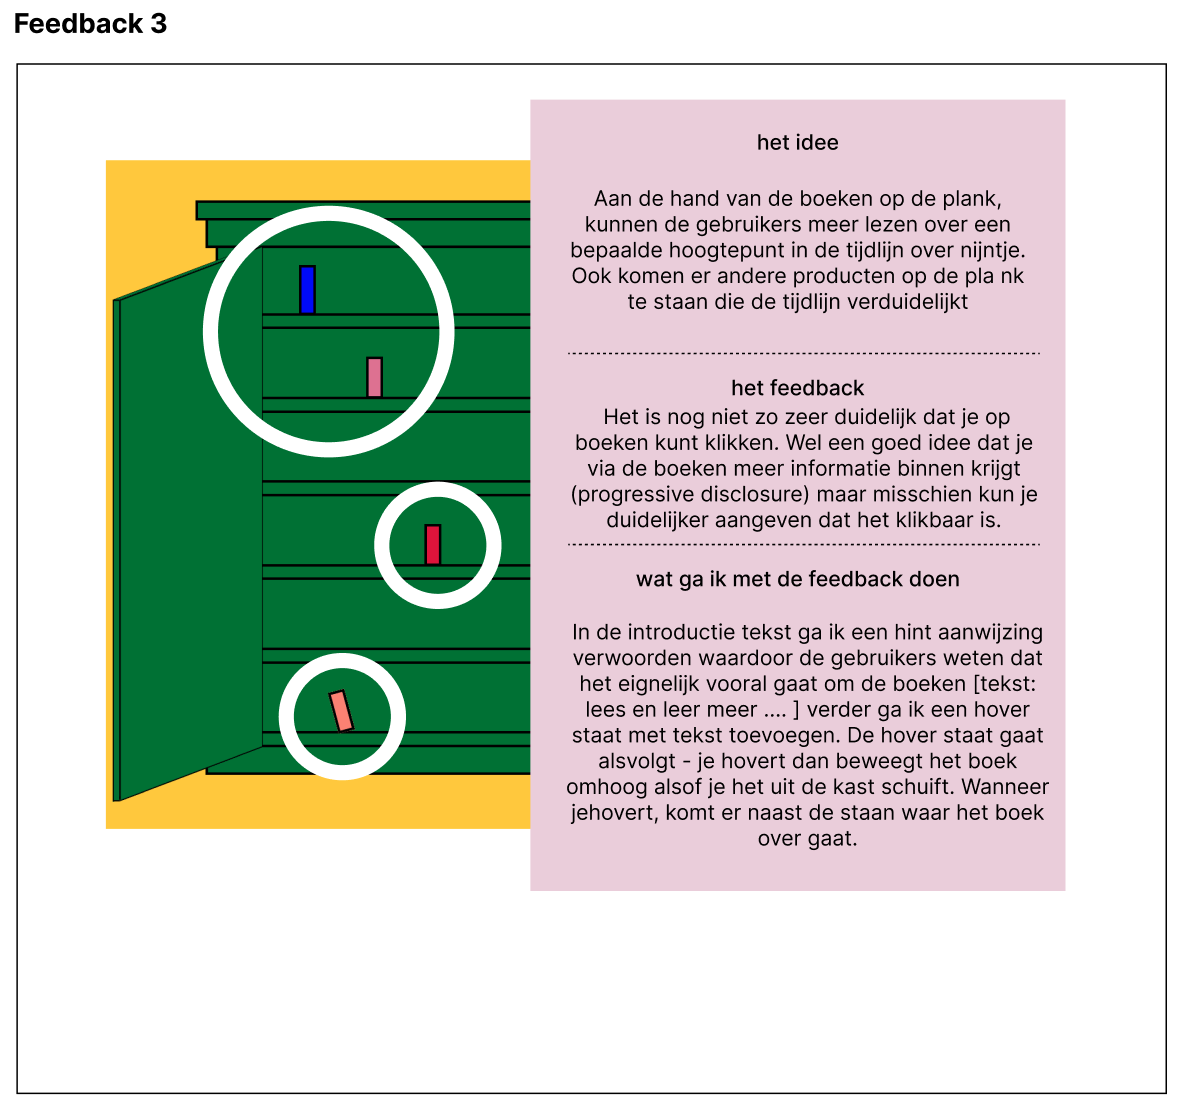 Feedback 3
het idee
Aan de hand van de boeken op de plank,
kunnen de gebruikers meer lezen over een
bepaalde hoogtepunt in de tijdlijn over nijntje.
Ook komen er andere producten op de pla nk
te staan die de tijdlijn verduidelijkt
het feedback
Het is nog niet zo zeer duidelijk dat je op
boeken kunt klikken. Wel een goed idee dat je
via de boeken meer informatie binnen krijgt
(progressive disclosure) maar misschien kun je
duidelijker aangeven dat het klikbaar is.
wat ga ik met de feedback doen
In de introductie tekst ga ik een hint aanwijzing
verwoorden waardoor de gebruikers weten dat
het eignelijk vooral gaat om de boeken [tekst:
lees en leer meer .... ] verder ga ik een hover
staat met tekst toevoegen. De hover staat gaat
alsvolgt - je hovert dan beweegt het boek
omhoog alsof je het uit de kast schuift. Wanneer
jehovert, komt er naast de staan waar het boek
over gaat.